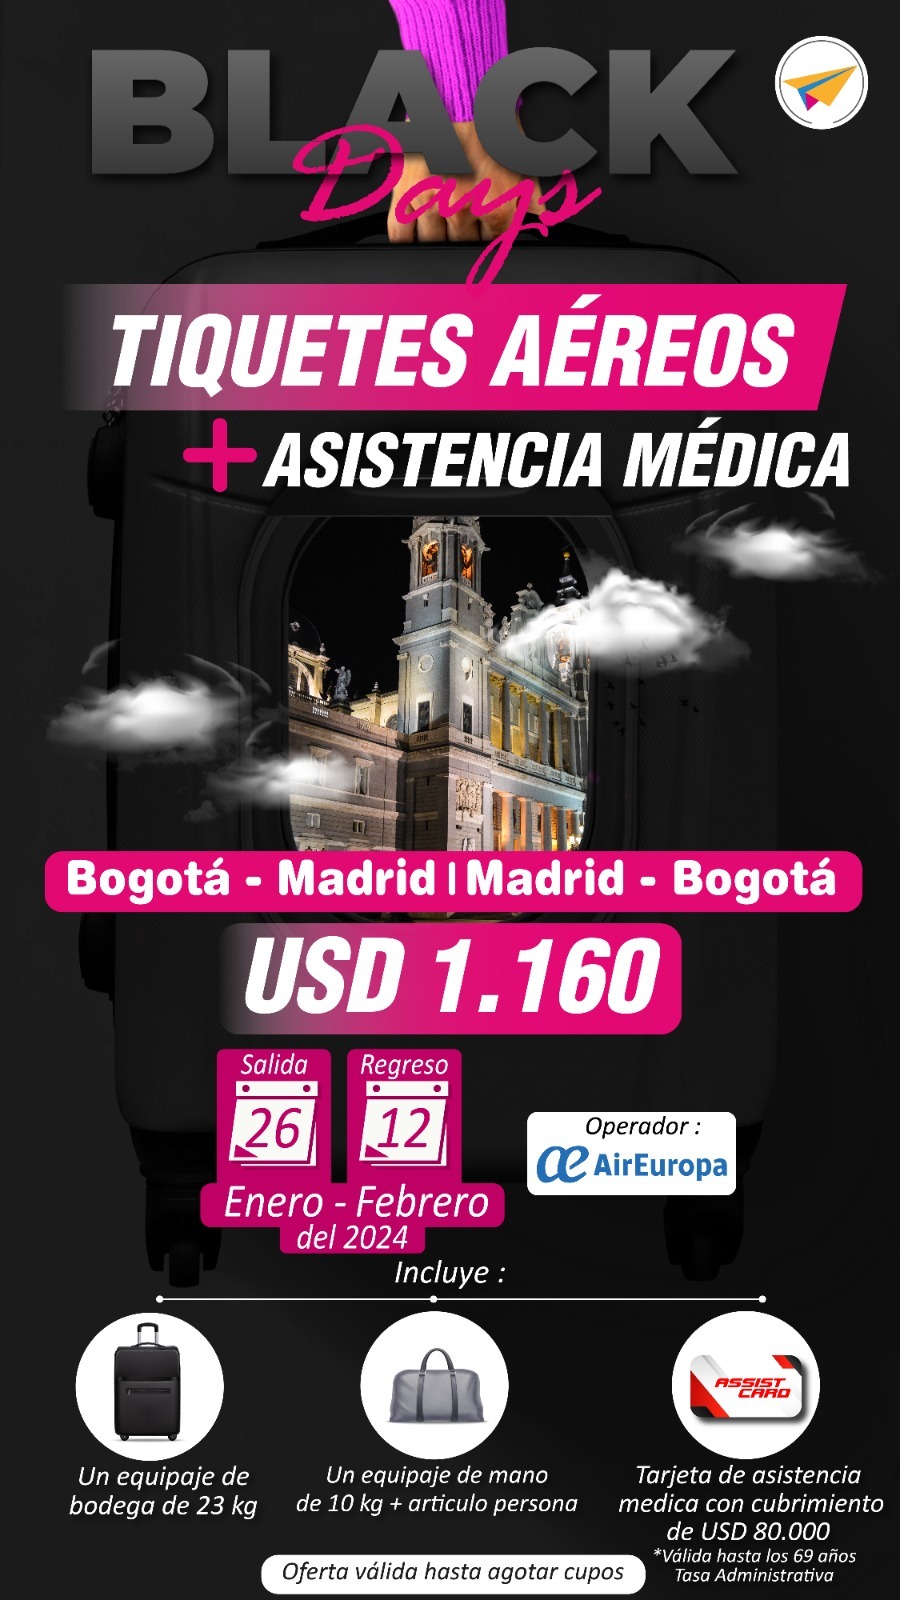 BLACK
Days
TIQUETES AÉREOS
+ ASISTENCIA MÉDICA
Bogotá - Madrid | Madrid - Bogotá
USD 1.160
Salida
Regreso
26
12
Enero - Febrero
del 2024
Operador :
æ AirEuropa
Incluye :
ASSIST
CARD
Un equipaje de
bodega de 23 kg
Un equipaje de mano
de 10 kg + articulo persona
Tarjeta de asistencia
medica con cubrimiento
de USD 80.000
*Válida hasta los 69 años
Tasa Administrativa
Oferta válida hasta agotar cupos